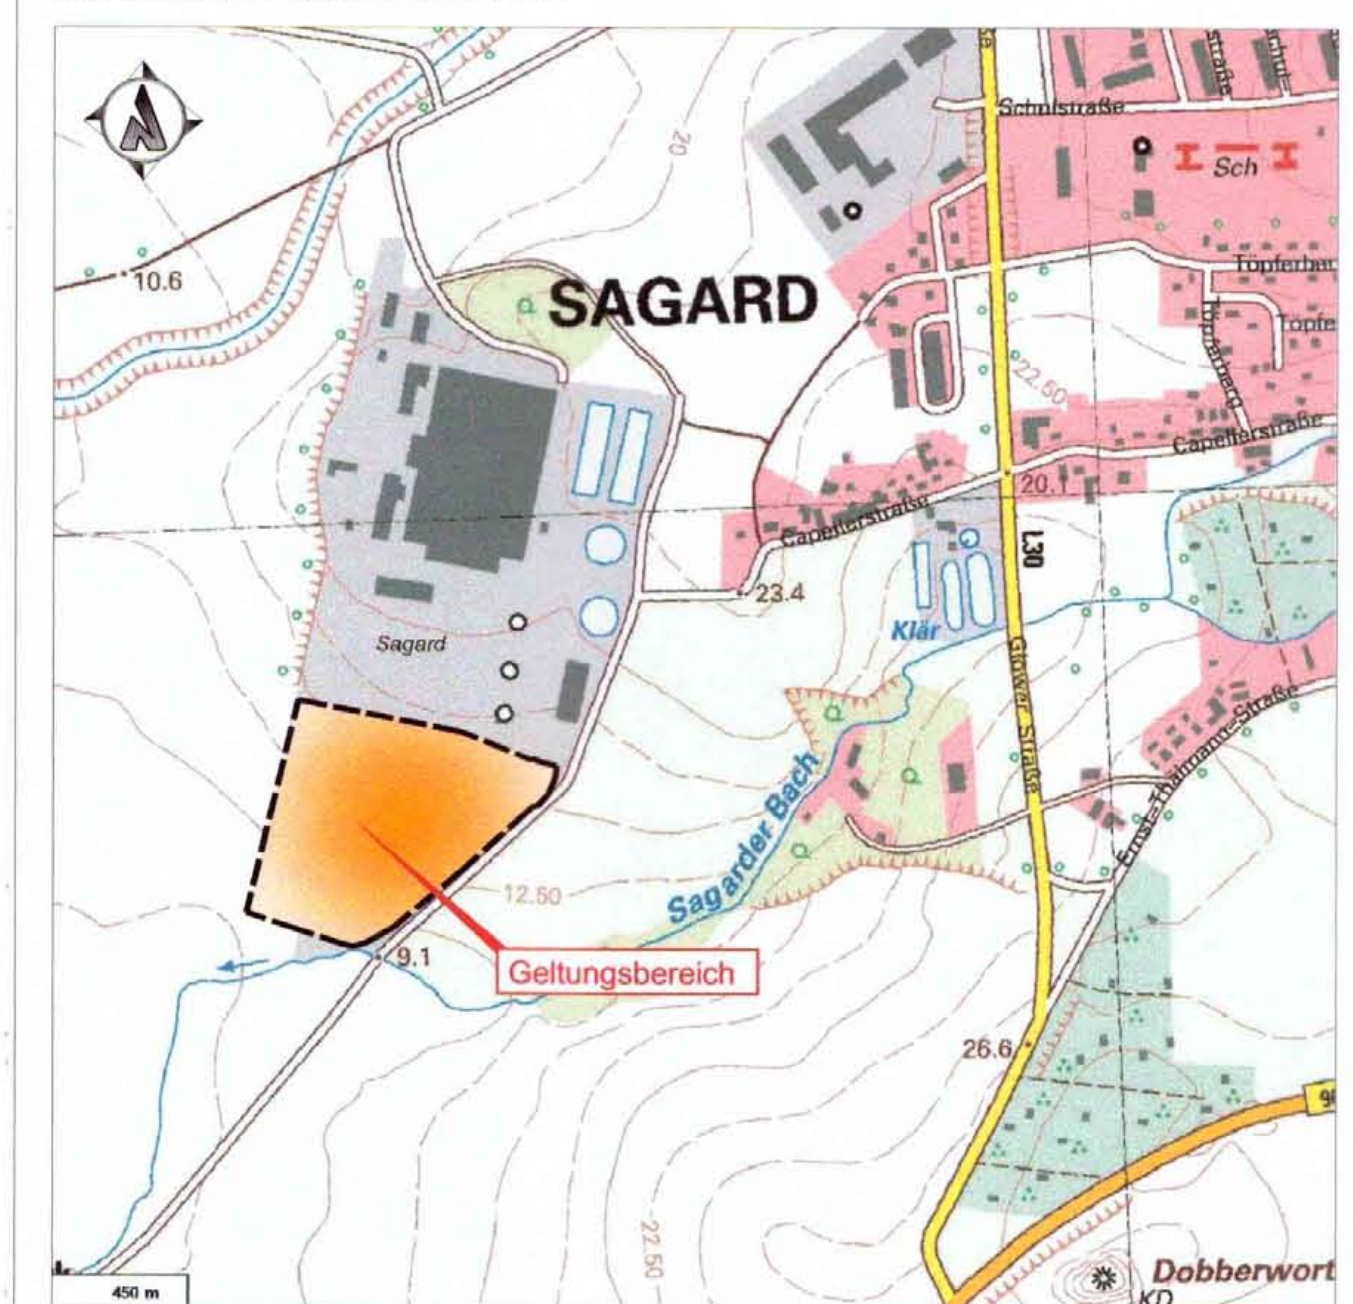 Schulstraße
Sch
10.6
20
SAGARD
Töpferber
Töpferberg
Töpfe
22.50
Capellerstraße
20.1
Capellerstraße
L30
23.4
Klär
Sagard
Glower Straße
Ernst-Thälmann-Straße
Sagarder Bach
12.50
9.1
Geltungsbereich
26.6
22.50
Dobberwort
KD
450 m